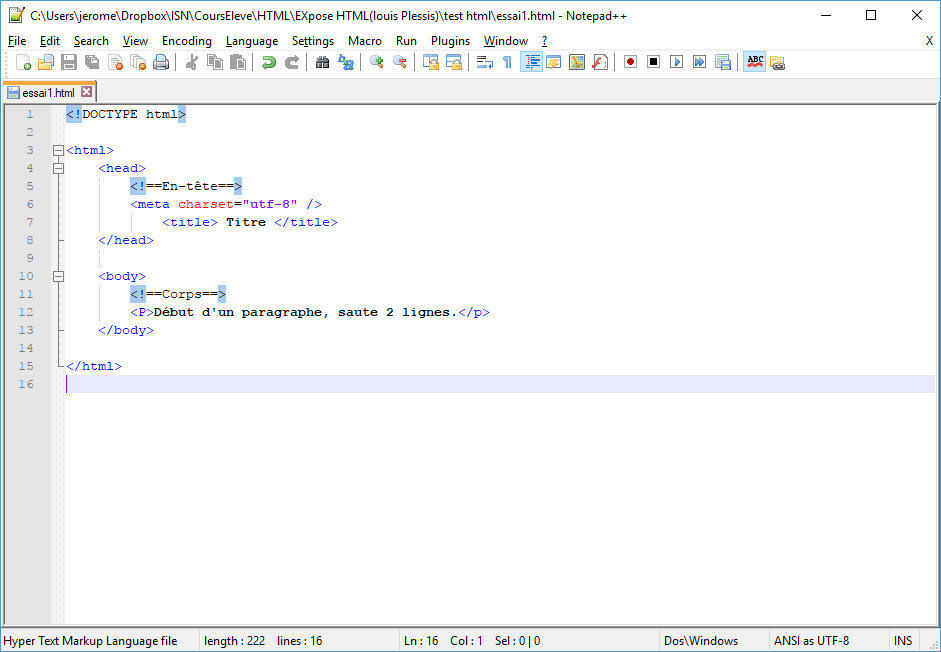 C:\Users\jerome\Dropbox\ISN\CoursEleve\HTML\EXpose HTML(louis Plessis)\test html\essai1.html - Notepad++
File Edit Search View Encoding Language Settings Macro Run Plugins Window ? X
ABC
essai1.html
1 <!DOCTYPE html>
2
3 <html>
4 <head>
5 <!==En-tête==>
6 <meta charset="utf-8" />
7 <title> Titre </title>
8 </head>
9
10 <body>
11 <!==Corps==>
12 <P>Début d'un paragraphe, saute 2 lignes.</p>
13 </body>
14
15 </html>
16
Hyper Text Markup Language file length : 222 lines : 16 Ln : 16 Col : 1 Sel : 0 | 0 Dos\Windows ANSI as UTF-8 INS